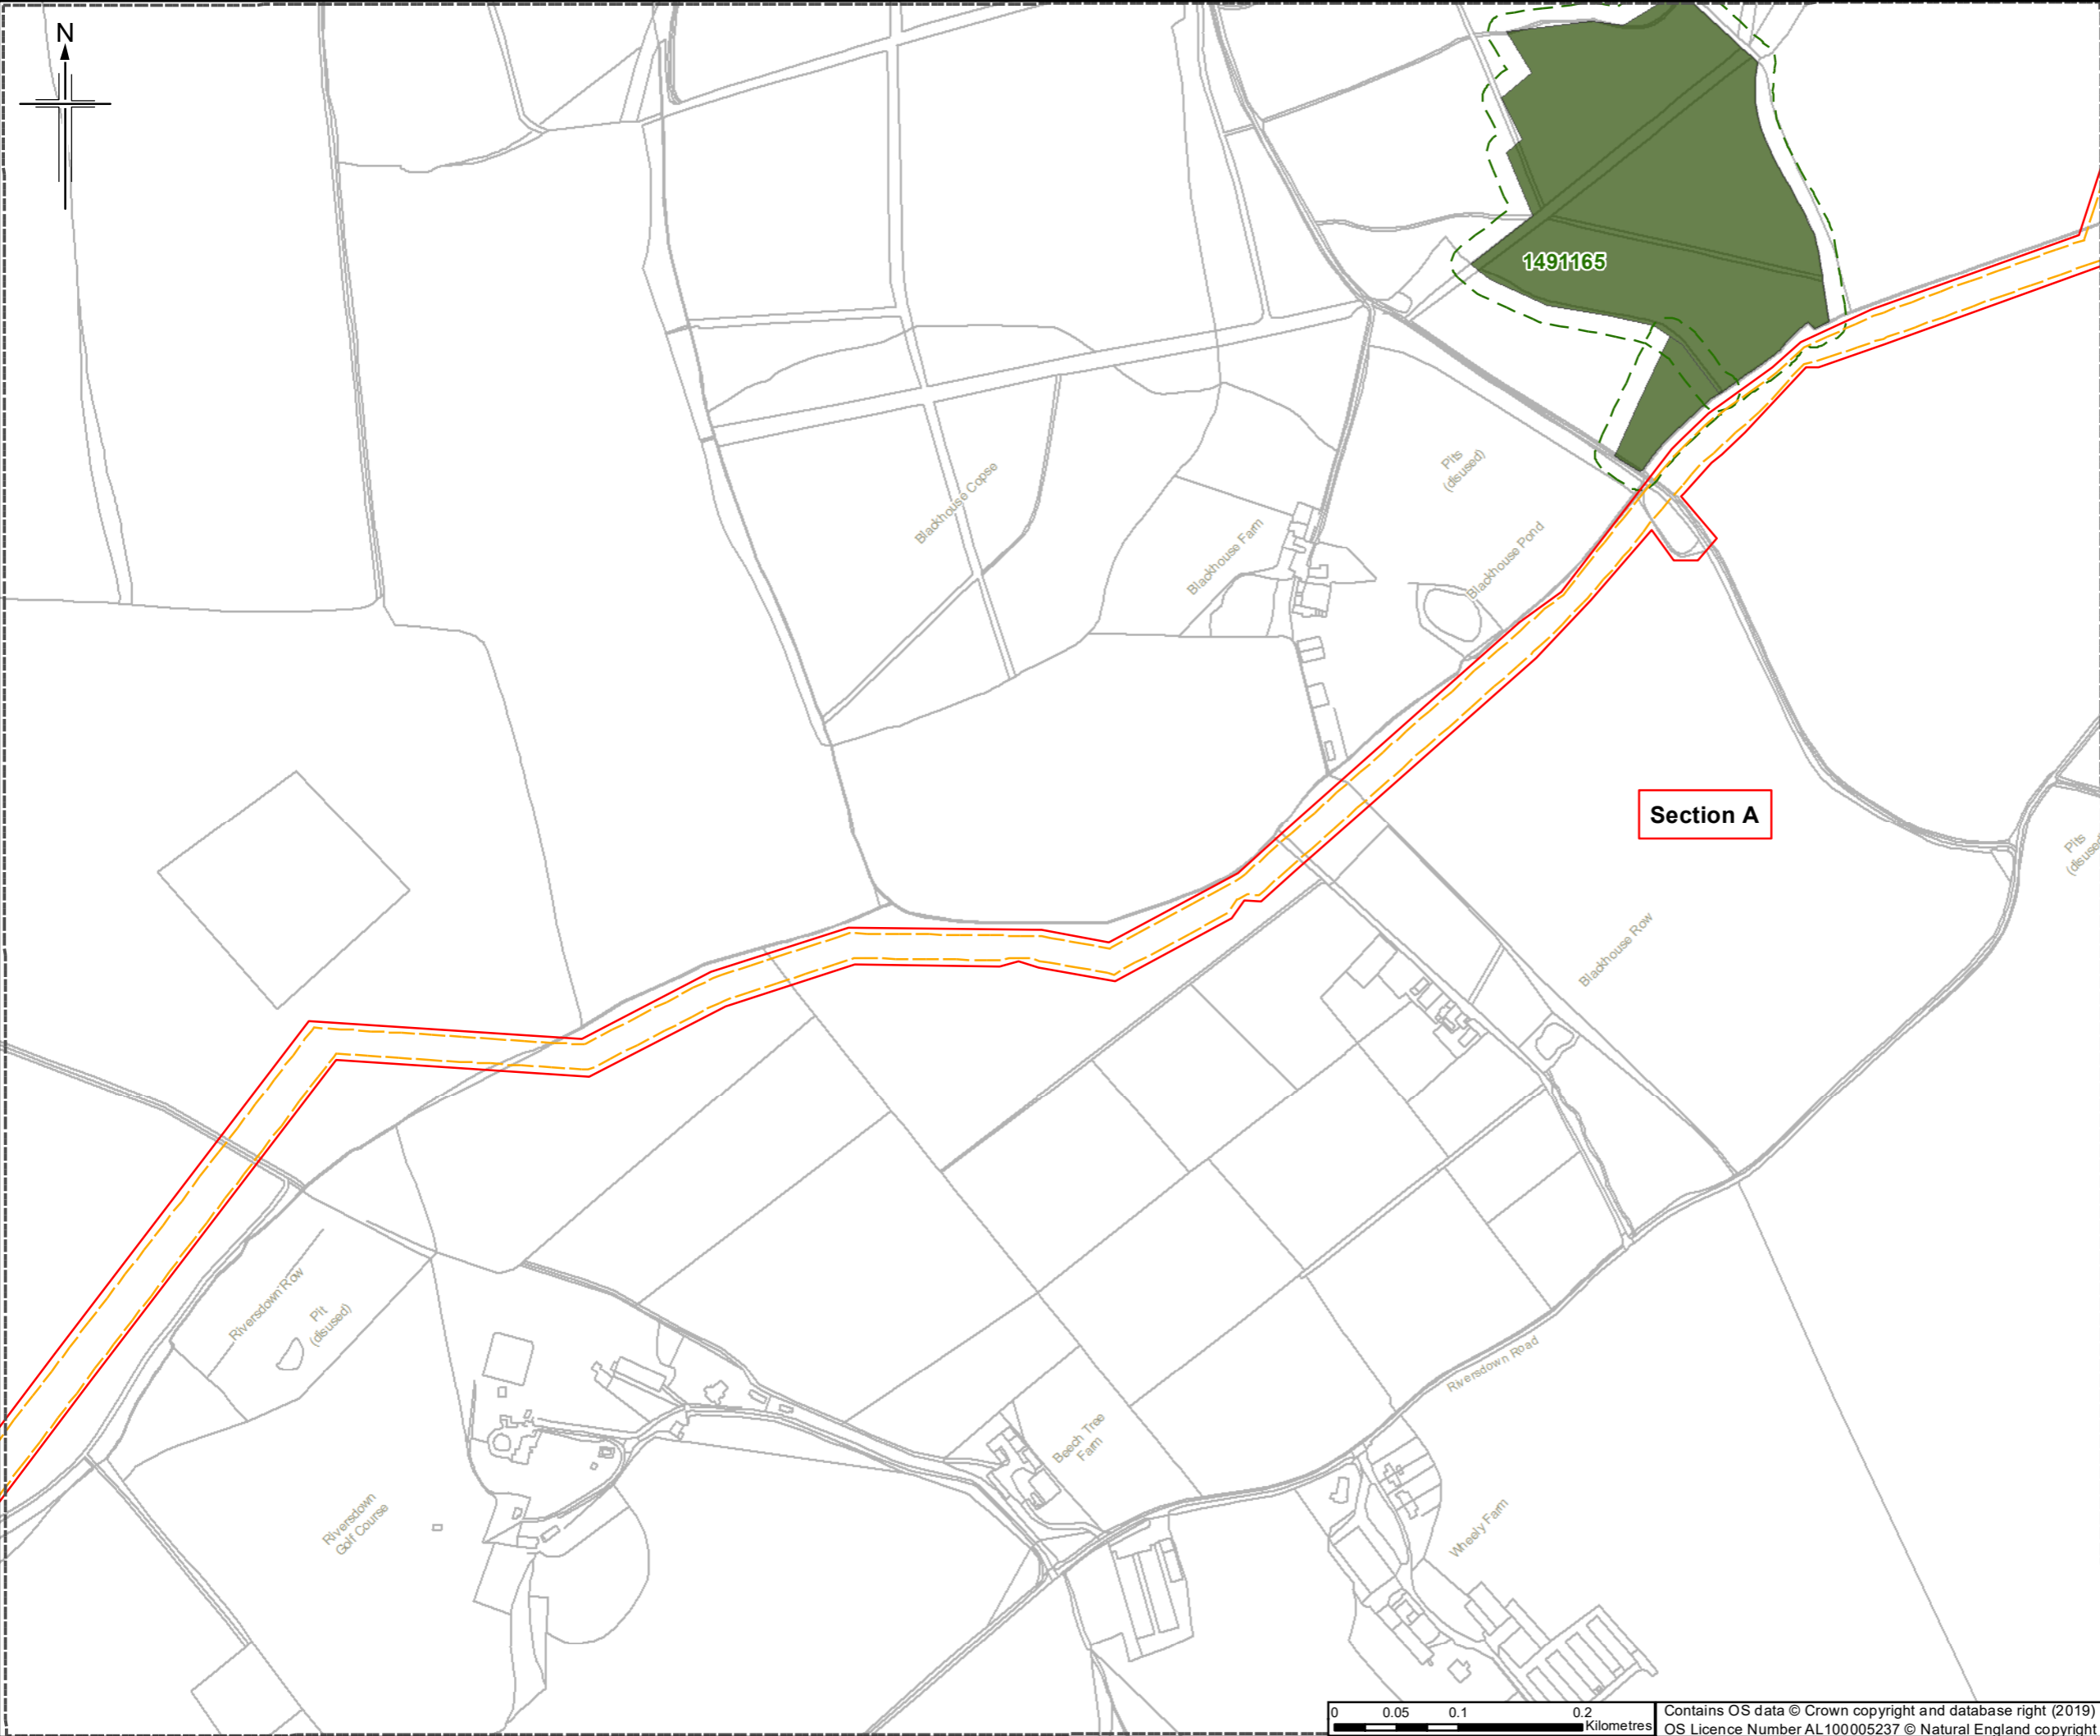 N
1491165
Pits
(disused)
Blackhouse Copse
Blackhouse Farm
Blackhouse Pond
Section A
Pits
Blackhouse Row
Riversdown Row
Pit
(disused)
Riversdown Road
Beech Tree
Farm
Riversdown
Golf Course
Wheely Farm
0 0.05 0.1 0.2
Kilometres
Contains OS data © Crown copyright and database right (2019)
OS Licence Number AL100005237 © Natural England copyright